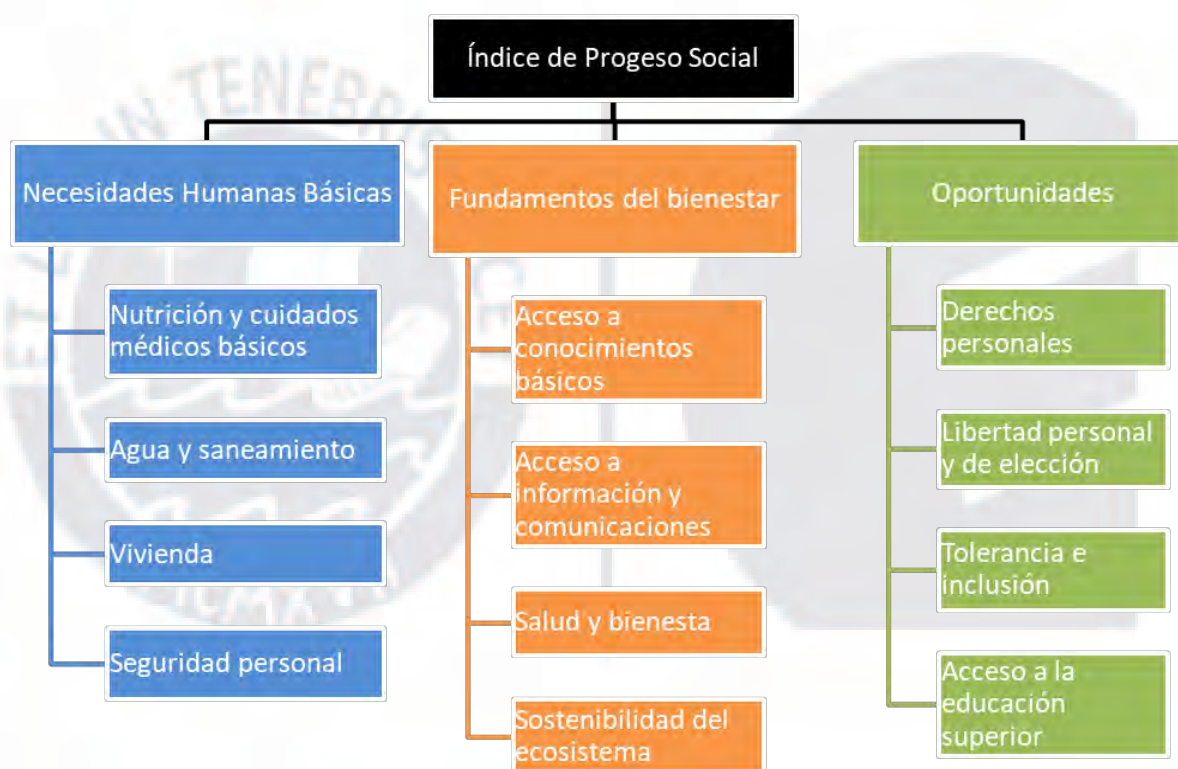 Índice de Progeso Social
Necesidades Humanas Básicas
Nutrición y cuidados
médicos básicos
Agua y saneamiento
Vivienda
Seguridad personal
Fundamentos del bienestar
Acceso a
conocimientos
básicos
Acceso a
información y
comunicaciones
Salud y bienesta
Sostenibilidad del
ecosistema
Oportunidades
Derechos
personales
Libertad personal
y de elección
Tolerancia e
inclusión
Acceso a la
educación
superior
TENEBRIS